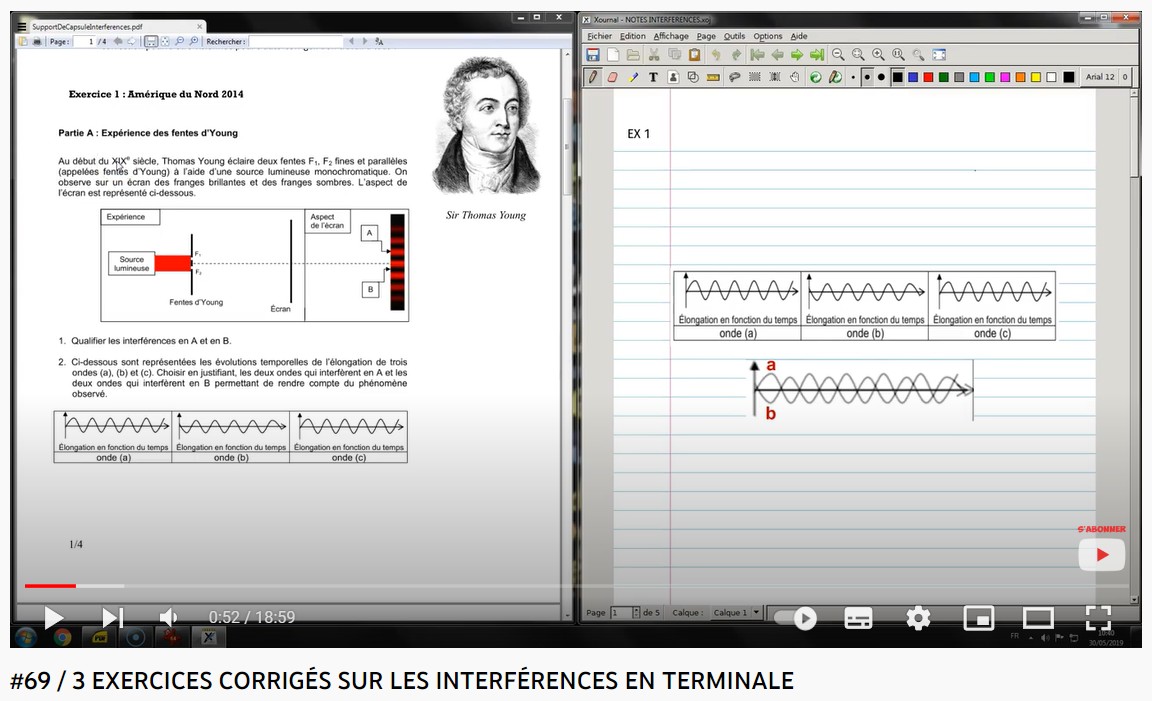 SupportDeCapsuleInterferences.pdf
Page : 1 /4 Rechercher :
Exercice 1 : Amérique du Nord 2014
Partie A : Expérience des fentes d'Young
Au début du XIXe siècle, Thomas Young éclaire deux fentes F1, F2 fines et parallèles
(appelées fentes d'Young) à l'aide d'une source lumineuse monochromatique. On
observe sur un écran des franges brillantes et des franges sombres. L'aspect de
l'écran est représenté ci-dessous.
Sir Thomas Young
Expérience
Aspect
de l'écran
A
Source
lumineuse
F1
F2
B
Fentes d'Young
Écran
1. Qualifier les interférences en A et en B.
2. Ci-dessous sont représentées les évolutions temporelles de l'élongation de trois
ondes (a), (b) et (c). Choisir en justifiant, les deux ondes qui interfèrent en A et les
deux ondes qui interfèrent en B permettant de rendre compte du phénomène
observé.
Élongation en fonction du temps Élongation en fonction du temps Élongation en fonction du temps
onde (a) onde (b) onde (c)
1/4
Xournal - NOTES INTERFERENCES.xoj
Fichier Edition Affichage Page Outils Options Aide
Arial 12
EX 1
Élongation en fonction du temps Élongation en fonction du temps Élongation en fonction du temps
onde (a) onde (b) onde (c)
a
b
S'ABONNER
Page 1 de 5 Calque : Calque 1
0:52 / 18:59
FR
10:40
30/05/2019
#69 / 3 EXERCICES CORRIGÉS SUR LES INTERFÉRENCES EN TERMINALE